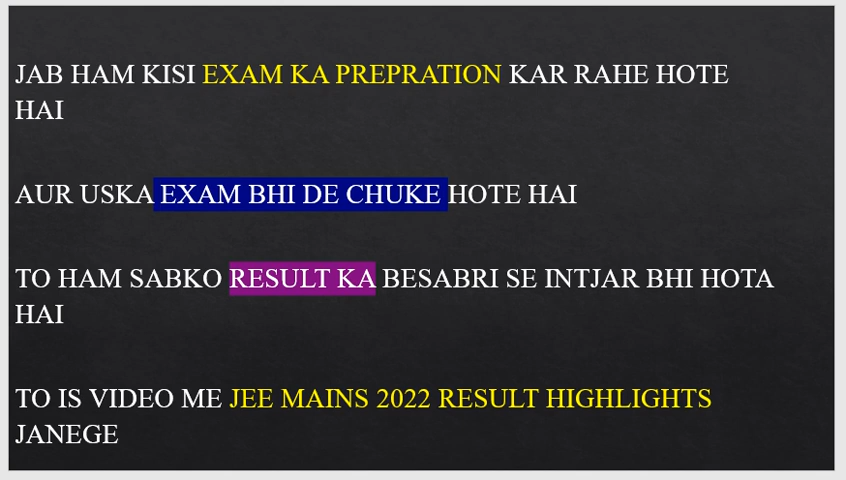 JAB HAM KISI EXAM KA PREPRATION KAR RAHE HOTE
HAI
AUR USKA EXAM BHI DE CHUKE HOTE HAI
TO HAM SABKO RESULT KA BESABRI SE INTJAR BHI HOTA
HAI
TO IS VIDEO ME JEE MAINS 2022 RESULT HIGHLIGHTS
JANEGE